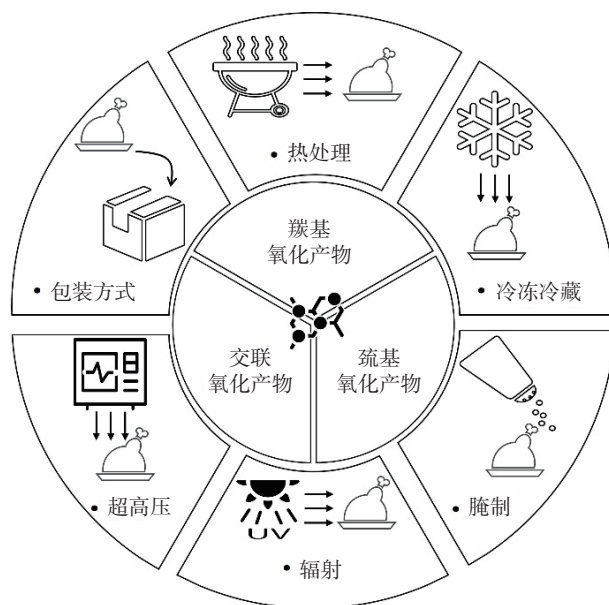 • 热处理
• 冷冻冷藏
• 腌制
UV
• 辐射
• 超高压
• 包装方式
羰基
氧化产物
巯基
氧化产物
交联
氧化产物